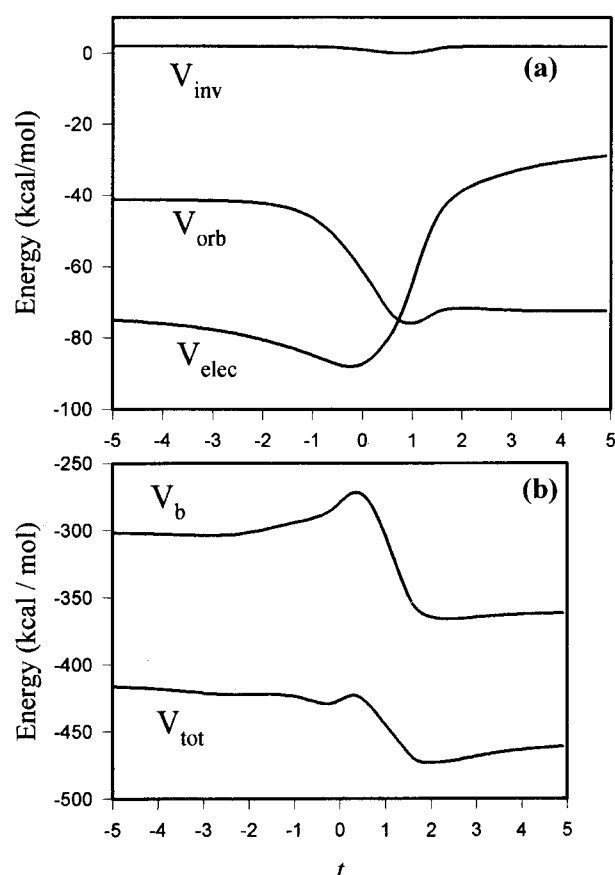 0
(a)
V_inv
-20
Energy (kcal/mol)
-40
V_orb
-60
-80
V_elec
-100
-5 -4 -3 -2 -1 0 1 2 3 4 5
-250
V_b
(b)
-300
Energy (kcal / mol)
-350
-400
V_tot
-450
-500
-5 -4 -3 -2 -1 0 1 2 3 4 5
t